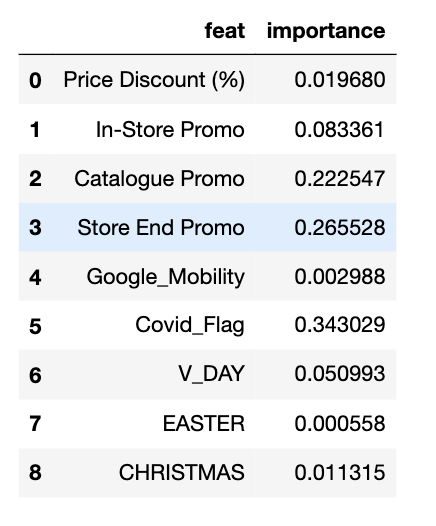 feat importance
0 Price Discount (%) 0.019680
1 In-Store Promo 0.083361
2 Catalogue Promo 0.222547
3 Store End Promo 0.265528
4 Google_Mobility 0.002988
5 Covid_Flag 0.343029
6 V_DAY 0.050993
7 EASTER 0.000558
8 CHRISTMAS 0.011315